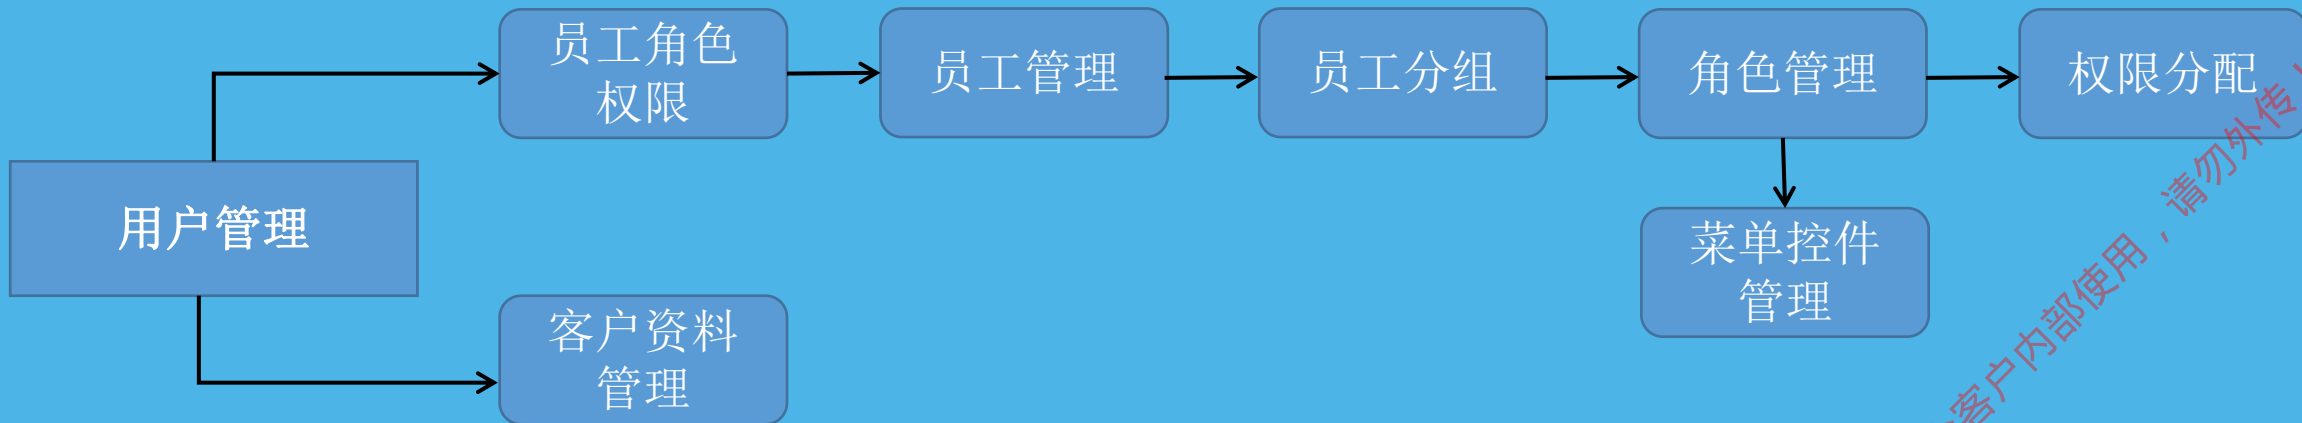 员工角色
权限
员工管理
员工分组
角色管理
权限分配
用户管理
菜单控件
管理
客户资料
管理
客户内部使用，请勿外传